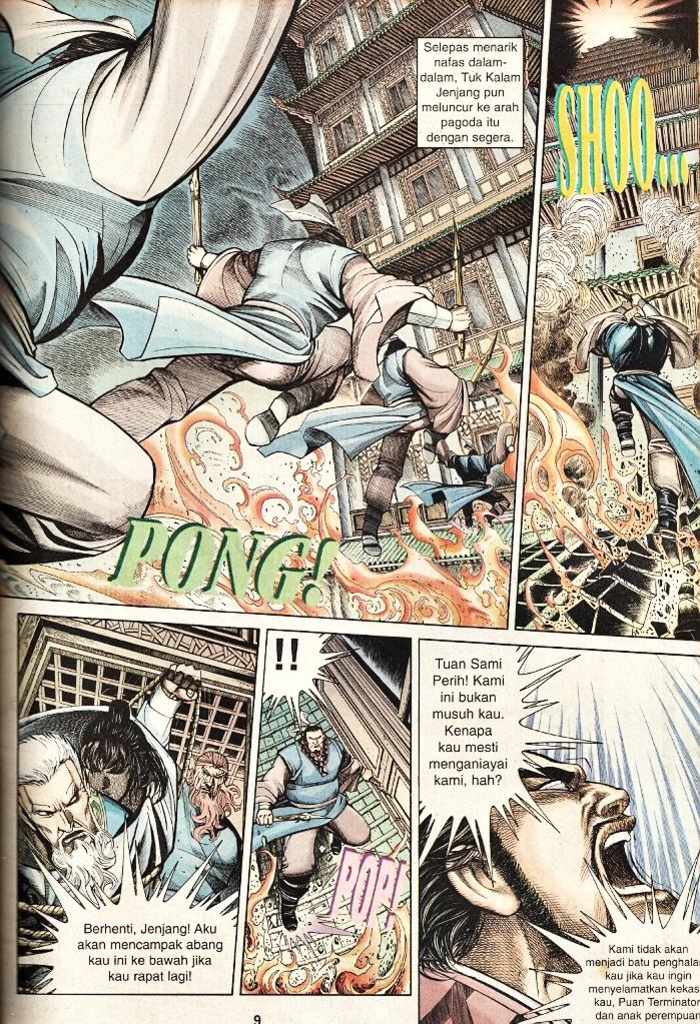 Selepas menarik
nafas dalam-
dalam, Tuk Kalam
Jenjang pun
meluncur ke arah
pagoda itu
dengan segera.
SHOO...
PONG!
Berhenti, Jenjang! Aku
akan mencampak abang
kau ini ke bawah jika
kau rapat lagi!
!!
POP!
Tuan Sami
Perih! Kami
ini bukan
musuh kau.
Kenapa
kau mesti
menganiayai
kami, hah?
Kami tidak akan
menjadi batu penghala
kau jika kau ingin
menyelamatkan kekas
kau, Puan Terminator
dan anak perempua
9